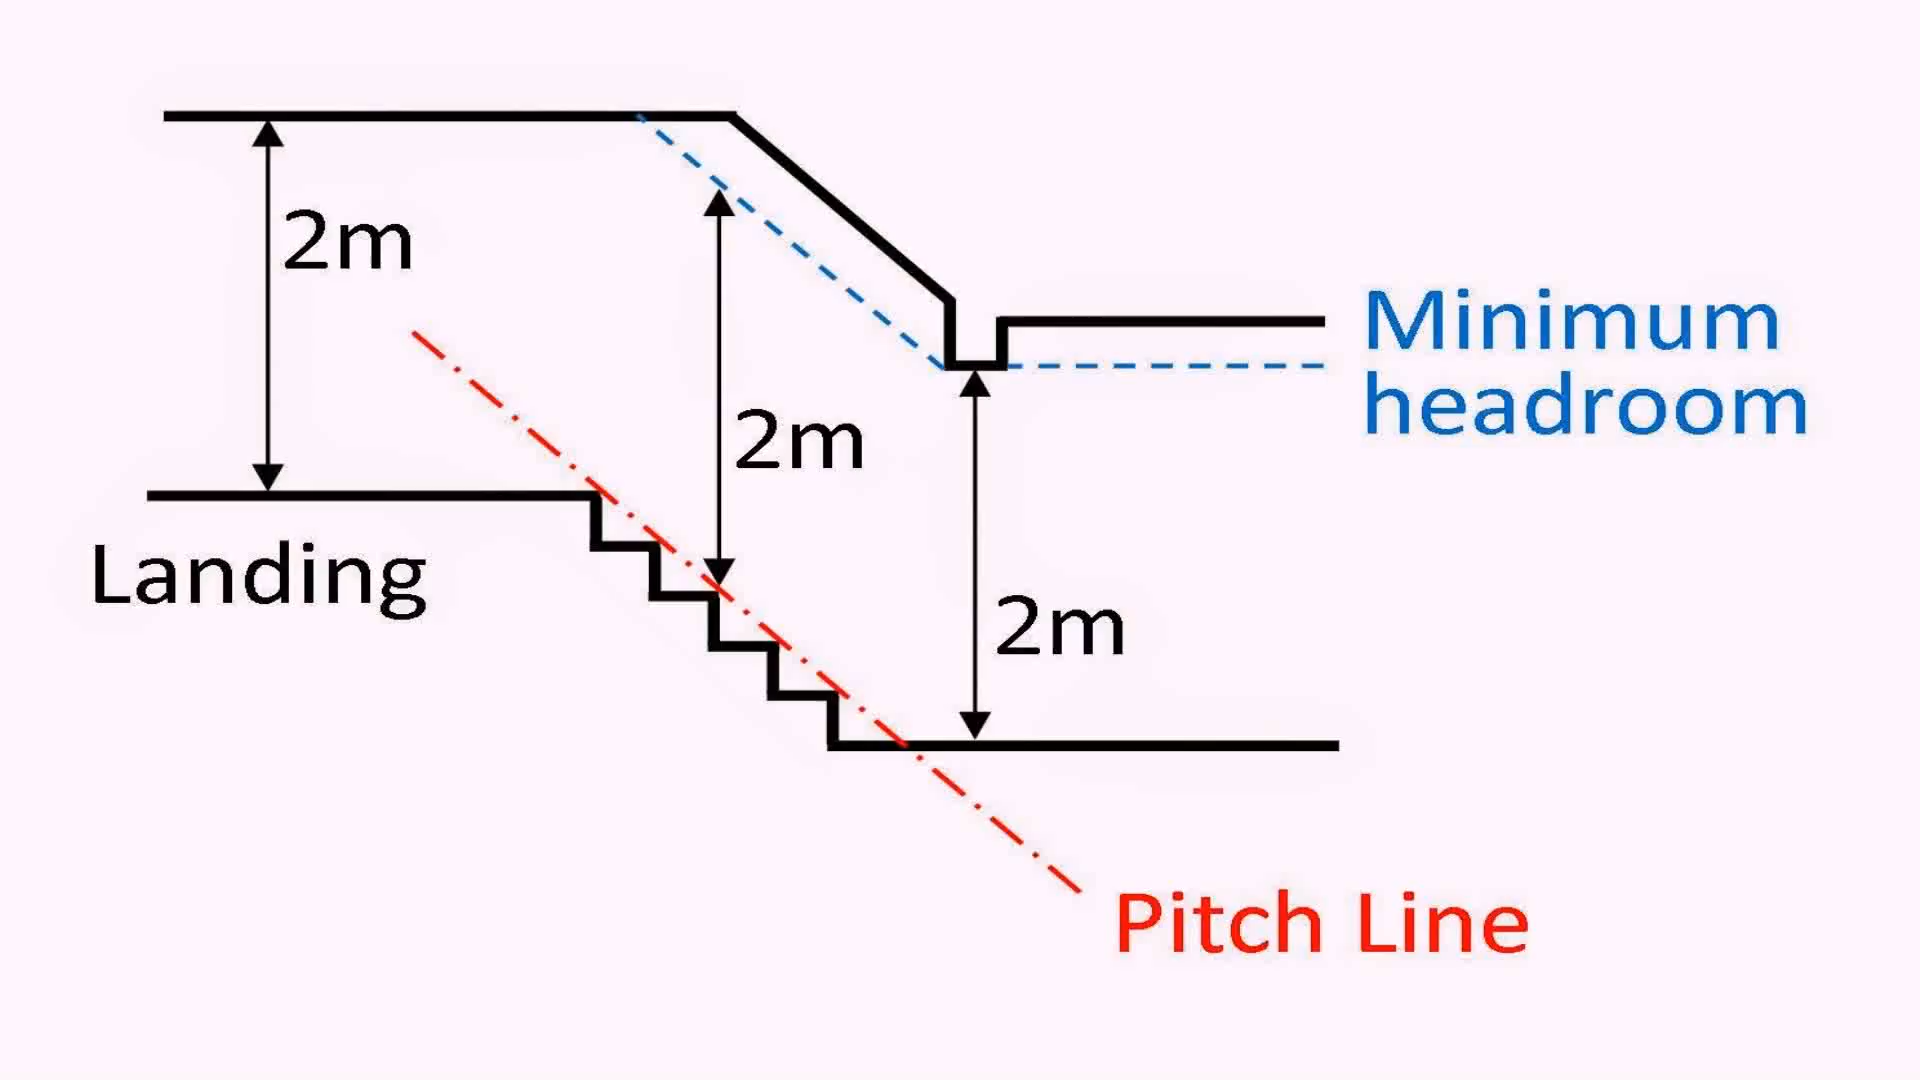 2m
Minimum
headroom
2m
Landing
2m
Pitch Line